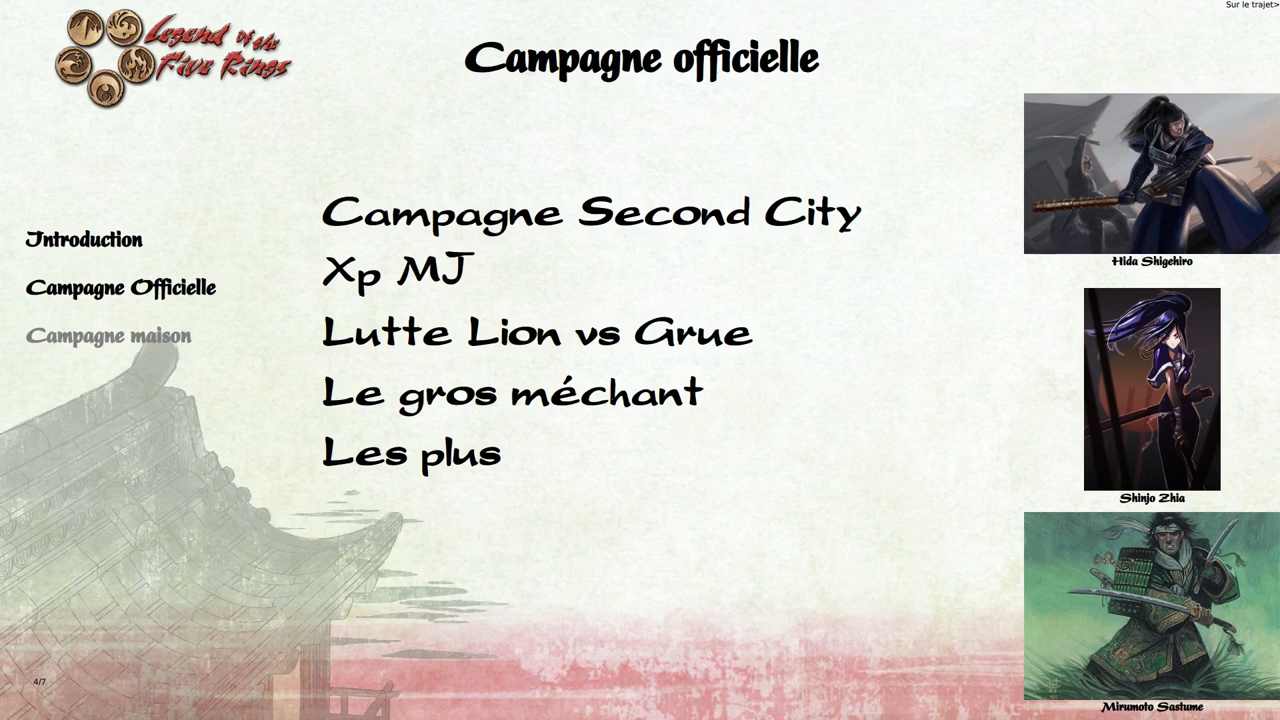 Sur le trajet>
Legend of the
Five Rings
Campagne officielle
Introduction
Campagne Officielle
Campagne maison
Campagne Second City
Xp MJ
Lutte Lion vs Grue
Le gros méchant
Les plus
Hida Shigehiro
Shinjo Zhia
Mirumoto Sastume
4/7